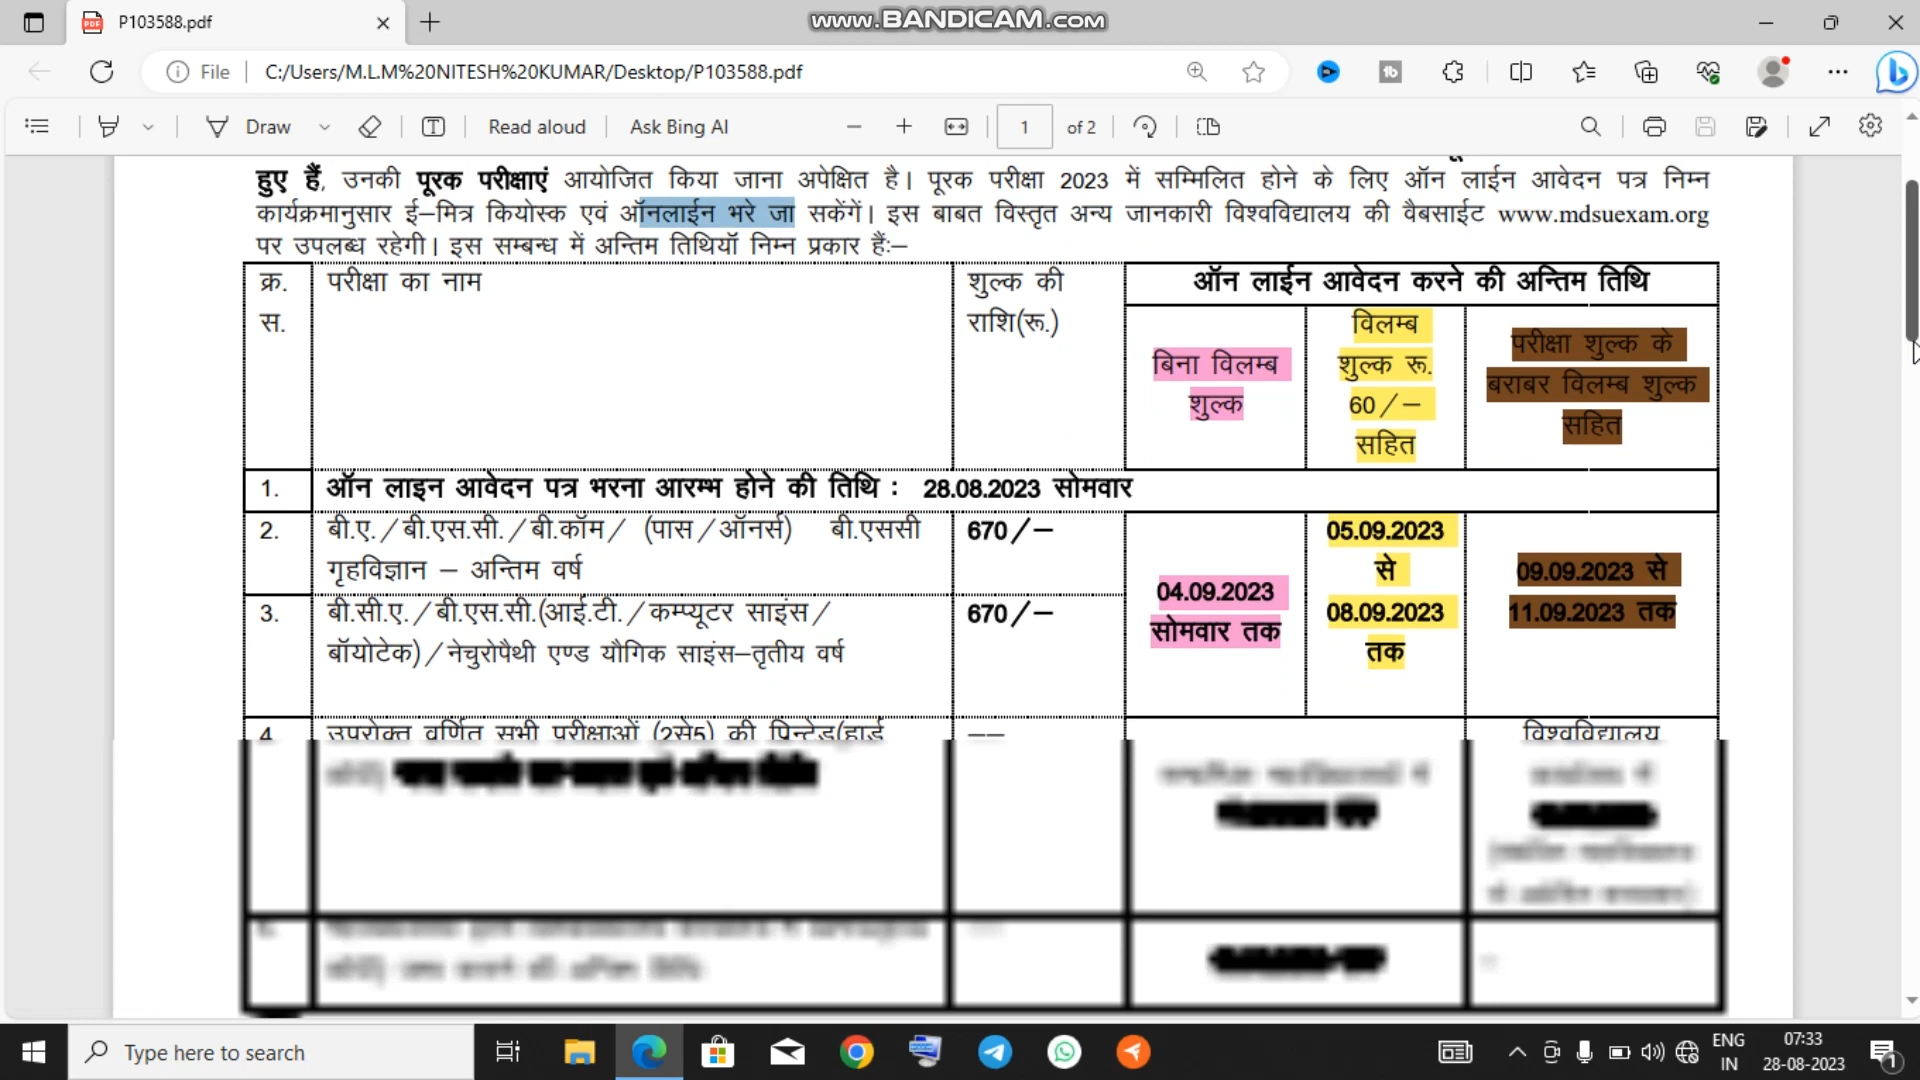 P103588.pdf
www.BANDICAM.com
File
C:/Users/M.L.M%20NITESH%20KUMAR/Desktop/P103588.pdf
Draw
Read aloud
Ask Bing AI
1
of 2
हुए हैं, उनकी पूरक परीक्षाएं आयोजित किया जाना अपेक्षित है। पूरक परीक्षा 2023 में सम्मिलित होने के लिए ऑन लाईन आवेदन पत्र निम्न
कार्यक्रमानुसार ई–मित्र कियोस्क एवं ऑनलाईन भरे जा सकेंगें। इस बाबत विस्तृत अन्य जानकारी विश्वविद्यालय की वैबसाईट www.mdsuexam.org
पर उपलब्ध रहेगी। इस सम्बन्ध में अन्तिम तिथियॉ निम्न प्रकार हैंः–
क्र.
स.
परीक्षा का नाम
शुल्क की
राशि(रू.)
ऑन लाईन आवेदन करने की अन्तिम तिथि
बिना विलम्ब
शुल्क
विलम्ब
शुल्क रू.
60/–
सहित
परीक्षा शुल्क के
बराबर विलम्ब शुल्क
सहित
1.
ऑन लाइन आवेदन पत्र भरना आरम्भ होने की तिथि : 28.08.2023 सोमवार
2.
बी.ए./बी.एस.सी./बी.कॉम/ (पास/ऑनर्स) बी.एससी
गृहविज्ञान – अन्तिम वर्ष
670/–
3.
बी.सी.ए./बी.एस.सी.(आई.टी./कम्प्यूटर साइंस/
बॉयोटेक)/नेचुरोपैथी एण्ड यौगिक साइंस–तृतीय वर्ष
670/–
04.09.2023
सोमवार तक
05.09.2023
से
08.09.2023
तक
09.09.2023 से
11.09.2023 तक
4
उपरोक्त वर्णित सभी परीक्षाओं (2से5) की प्रिन्टेड(हार्ड
––
विश्वविद्यालय
Type here to search
ENG
IN
07:33
28-08-2023
1